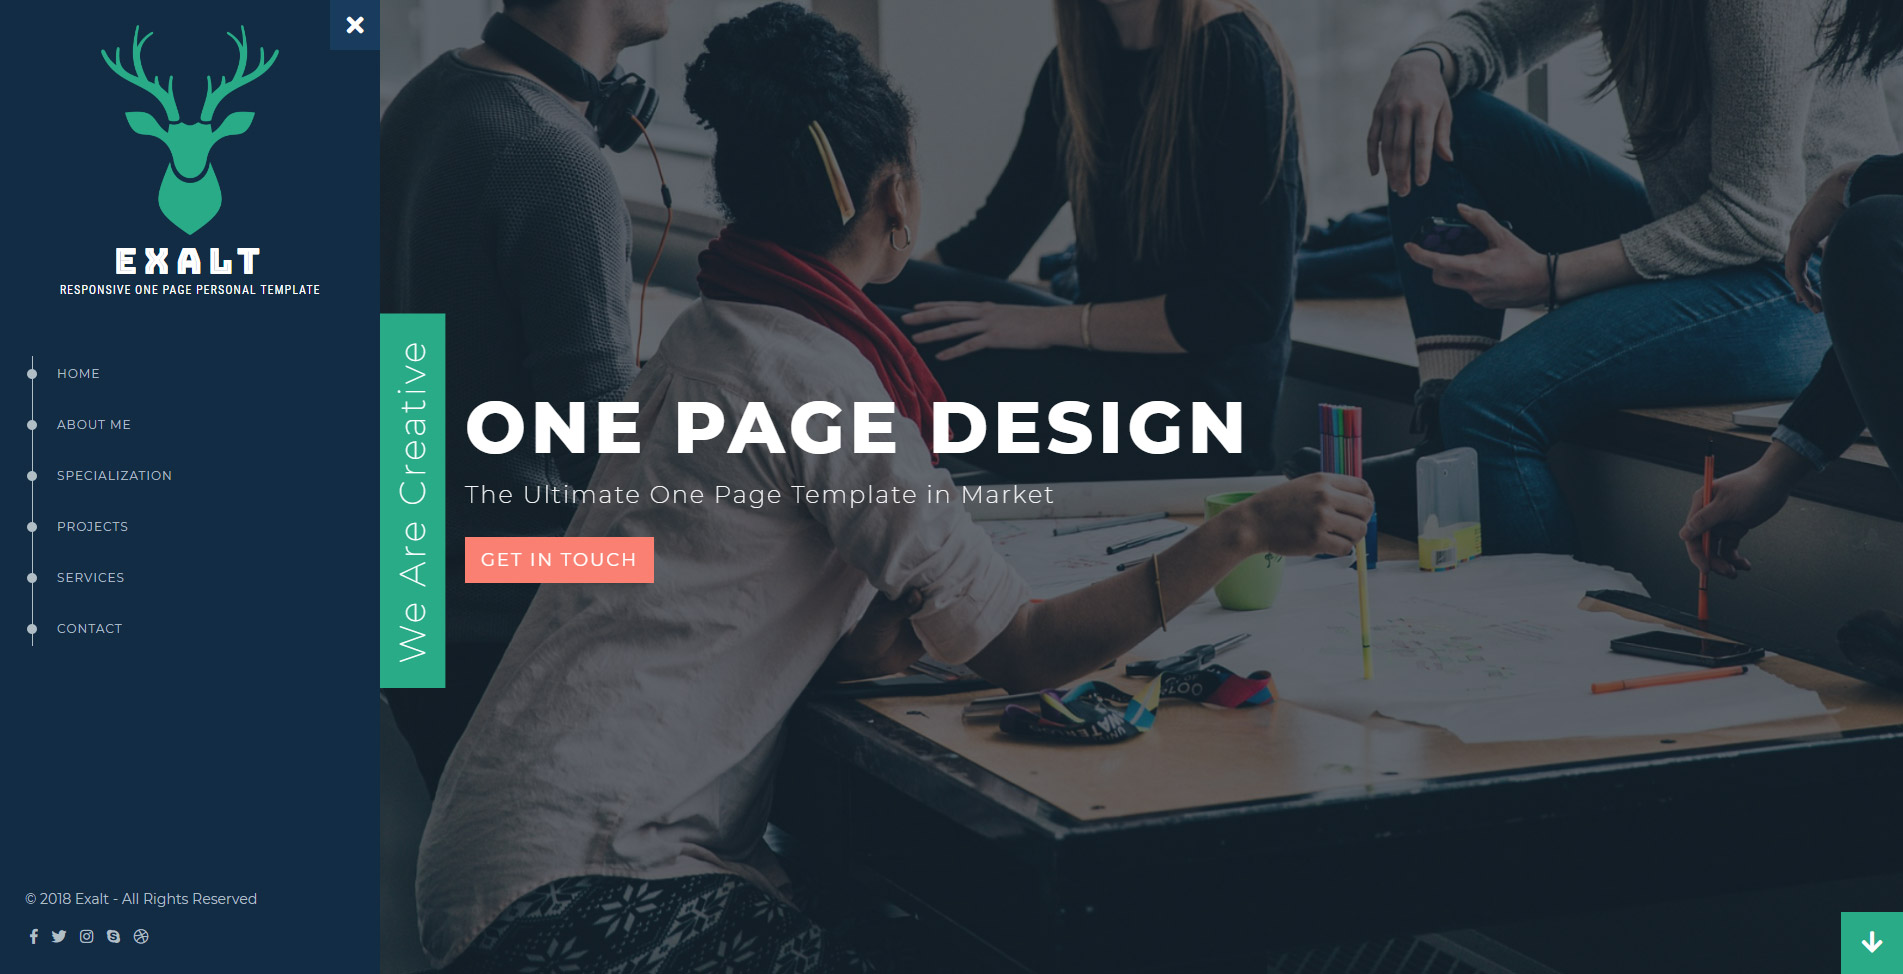 EXALT
RESPONSIVE ONE PAGE PERSONAL TEMPLATE
HOME
ABOUT ME
SPECIALIZATION
PROJECTS
SERVICES
CONTACT
© 2018 Exalt - All Rights Reserved
We Are Creative
ONE PAGE DESIGN
The Ultimate One Page Template in Market
GET IN TOUCH